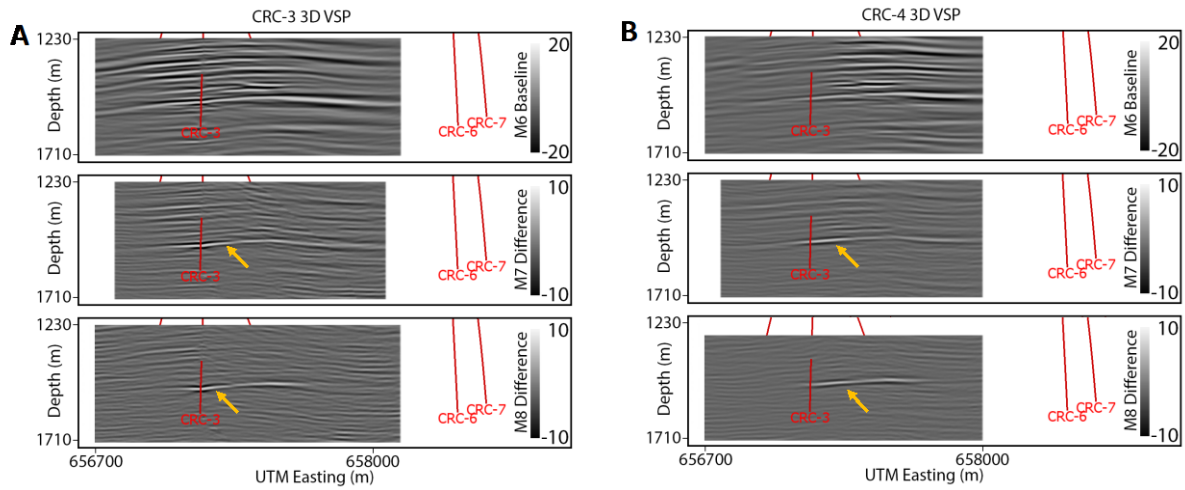 A
CRC-3 3D VSP
1230
1710
Depth (m)
CRC-3
CRC-6
CRC-7
M6 Baseline
20
-20
1230
1710
Depth (m)
CRC-3
CRC-6
CRC-7
M7 Difference
10
-10
1230
1710
Depth (m)
CRC-3
CRC-6
CRC-7
M8 Difference
10
-10
656700
658000
UTM Easting (m)
B
CRC-4 3D VSP
1230
1710
Depth (m)
CRC-3
CRC-6
CRC-7
M6 Baseline
20
-20
1230
1710
Depth (m)
CRC-3
CRC-6
CRC-7
M7 Difference
10
-10
1230
1710
Depth (m)
CRC-3
CRC-6
CRC-7
M8 Difference
10
-10
656700
658000
UTM Easting (m)